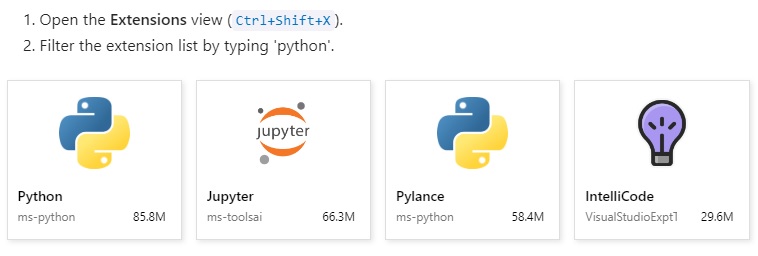 1. Open the Extensions view (Ctrl+Shift+X).
2. Filter the extension list by typing 'python'.
jupyter
Python Jupyter Pylance IntelliCode
ms-python 85.8M ms-toolsai 66.3M ms-python 58.4M VisualStudioExptT 29.6M